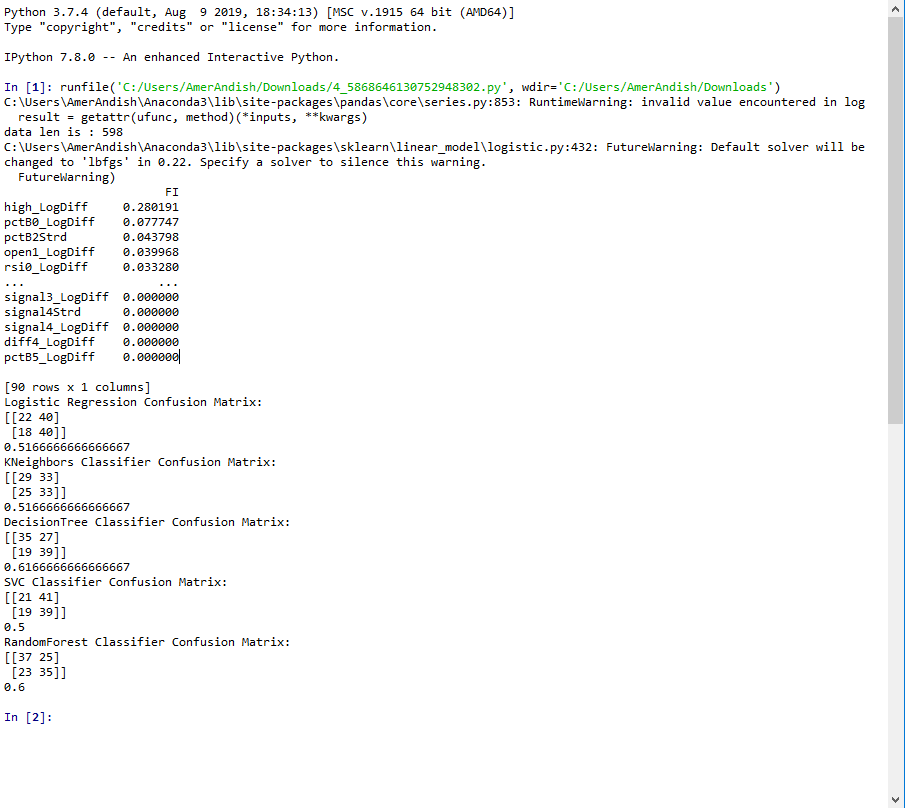 Python 3.7.4 (default, Aug  9 2019, 18:34:13) [MSC v.1915 64 bit (AMD64)]
Type "copyright", "credits" or "license" for more information.

IPython 7.8.0 -- An enhanced Interactive Python.

In [1]: runfile('C:/Users/AmerAndish/Downloads/4_5868646130752948302.py', wdir='C:/Users/AmerAndish/Downloads')
C:\Users\AmerAndish\Anaconda3\lib\site-packages\pandas\core\series.py:853: RuntimeWarning: invalid value encountered in log
  result = getattr(ufunc, method)(*inputs, **kwargs)
data len is : 598
C:\Users\AmerAndish\Anaconda3\lib\site-packages\sklearn\linear_model\logistic.py:432: FutureWarning: Default solver will be
changed to 'lbfgs' in 0.22. Specify a solver to silence this warning.
  FutureWarning)
                       FI
high_LogDiff     0.280191
pctB0_LogDiff    0.077747
pctB2Strd        0.043798
open1_LogDiff    0.039968
rsi0_LogDiff     0.033280
...                   ...
signal3_LogDiff  0.000000
signal4Strd      0.000000
signal4_LogDiff  0.000000
diff4_LogDiff    0.000000
pctB5_LogDiff    0.000000

[90 rows x 1 columns]
Logistic Regression Confusion Matrix:
[[22 40]
 [18 40]]
0.5166666666666667
KNeighbors Classifier Confusion Matrix:
[[29 33]
 [25 33]]
0.5166666666666667
DecisionTree Classifier Confusion Matrix:
[[35 27]
 [19 39]]
0.6166666666666667
SVC Classifier Confusion Matrix:
[[21 41]
 [19 39]]
0.5
RandomForest Classifier Confusion Matrix:
[[37 25]
 [23 35]]
0.6

In [2]: